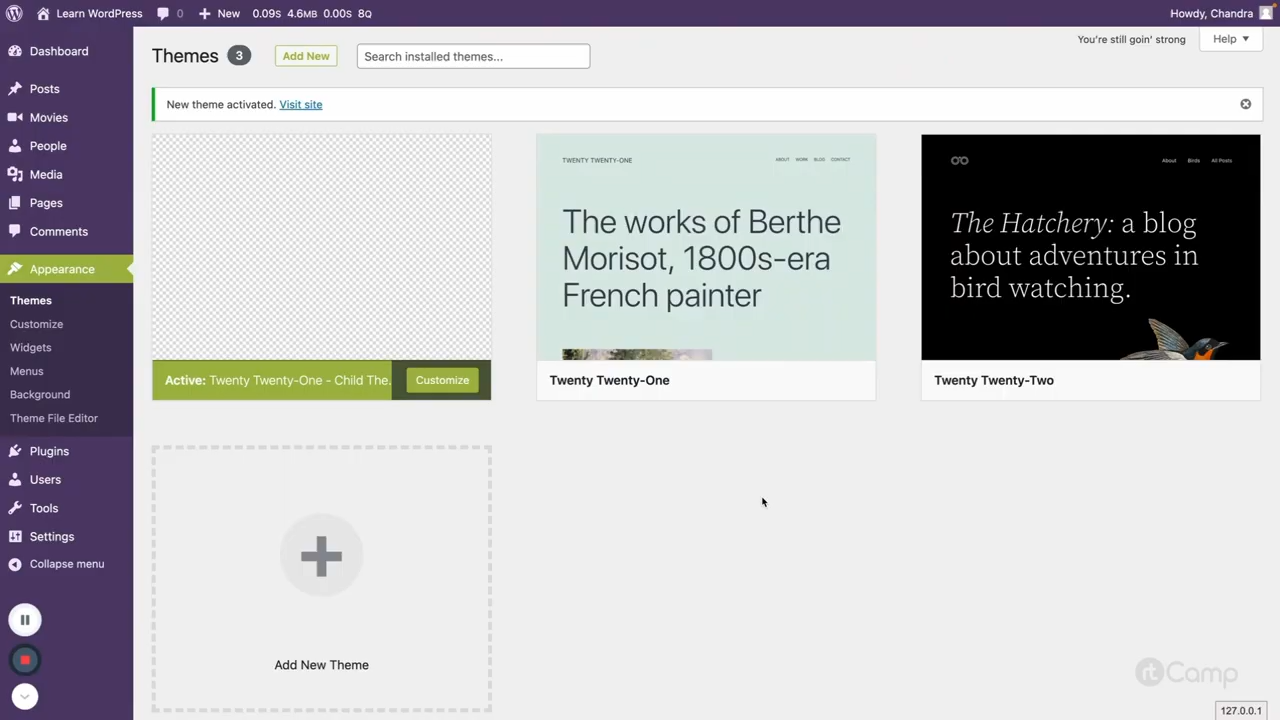 Learn WordPress 0 New 0.09s 4.6MB 0.00s 8Q Howdy, Chandra
Dashboard
Posts
Movies
People
Media
Pages
Comments
Appearance
Themes
Customize
Widgets
Menus
Background
Theme File Editor
Plugins
Users
Tools
Settings
Collapse menu
You're still goin' strong Help
Themes 3 Add New Search installed themes...
New theme activated. Visit site
Active: Twenty Twenty-One - Child The... Customize
TWENTY TWENTY-ONE ABOUT WORK BLOG CONTACT
The works of Berthe
Morisot, 1800s-era
French painter
Twenty Twenty-One
About Birds All Posts
The Hatchery: a blog
about adventures in
bird watching.
Twenty Twenty-Two
Add New Theme
rtCamp
127.0.0.1